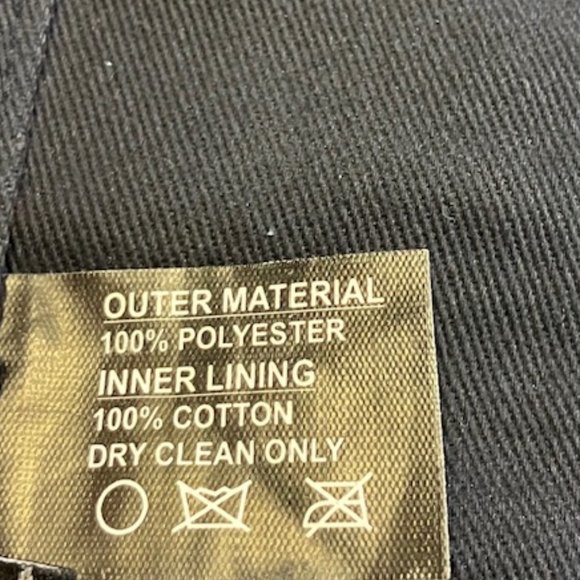 OUTER MATERIAL
100% POLYESTER
INNER LINING
100% COTTON
DRY CLEAN ONLY